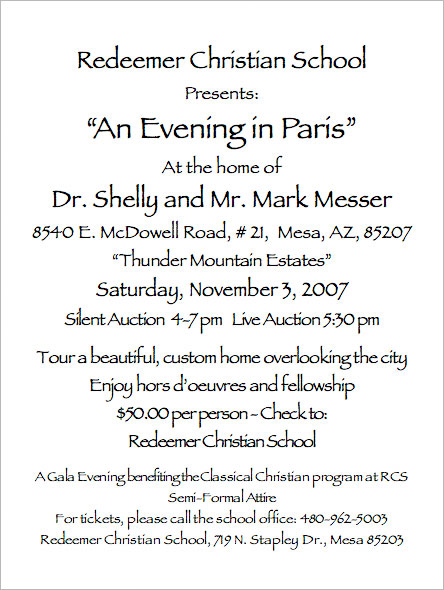 Redeemer Christian School
Presents:
“An Evening in Paris”
At the home of
Dr. Shelly and Mr. Mark Messer
8540 E. McDowell Road, # 21, Mesa, AZ, 85207
“Thunder Mountain Estates”
Saturday, November 3, 2007
Silent Auction 4-7 pm Live Auction 5:30 pm
Tour a beautiful, custom home overlooking the city
Enjoy hors d’oeuvres and fellowship
$50.00 per person - Check to:
Redeemer Christian School
A Gala Evening benefiting the Classical Christian program at RCS
Semi-Formal Attire
For tickets, please call the school office: 480-962-5003
Redeemer Christian School, 719 N. Stapley Dr., Mesa 85203